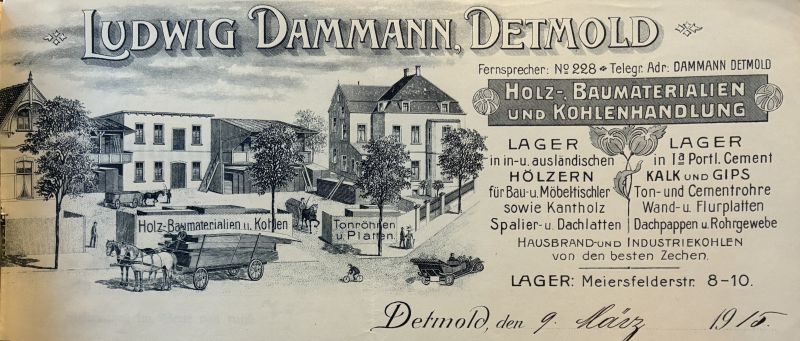 LUDWIG DAMMANN, DETMOLD
Fernsprecher: No 228 Telegr. Adr: DAMMANN DETMOLD
HOLZ-, BAUMATERIALIEN
UND KOHLENHANDLUNG
LAGER
in in- u. ausländischen
HÖLZERN
für Bau- u. Möbeltischler
sowie Kantholz
Spalier- u. Dachlatten
LAGER
in Ia Portl. Cement
KALK UND GIPS
Ton- und Cementrohre
Wand- u. Flurplatten
Dachpappen u. Rohrgewebe
HAUSBRAND- UND INDUSTRIEKOHLEN
von den besten Zechen.
LAGER: Meiersfelderstr. 8-10.
Holz-Baumaterialien u. Kohlen
Tonröhren
u. Platten
Detmold, den 9. März 1915.